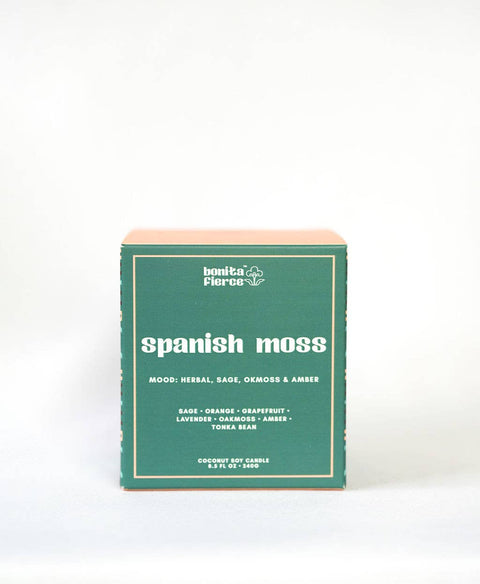 bonita™
fierce
spanish moss
MOOD: HERBAL, SAGE, OKMOSS & AMBER
SAGE • ORANGE • GRAPEFRUIT •
LAVENDER • OAKMOSS • AMBER •
TONKA BEAN
COCONUT SOY CANDLE
8.5 FL OZ • 240G